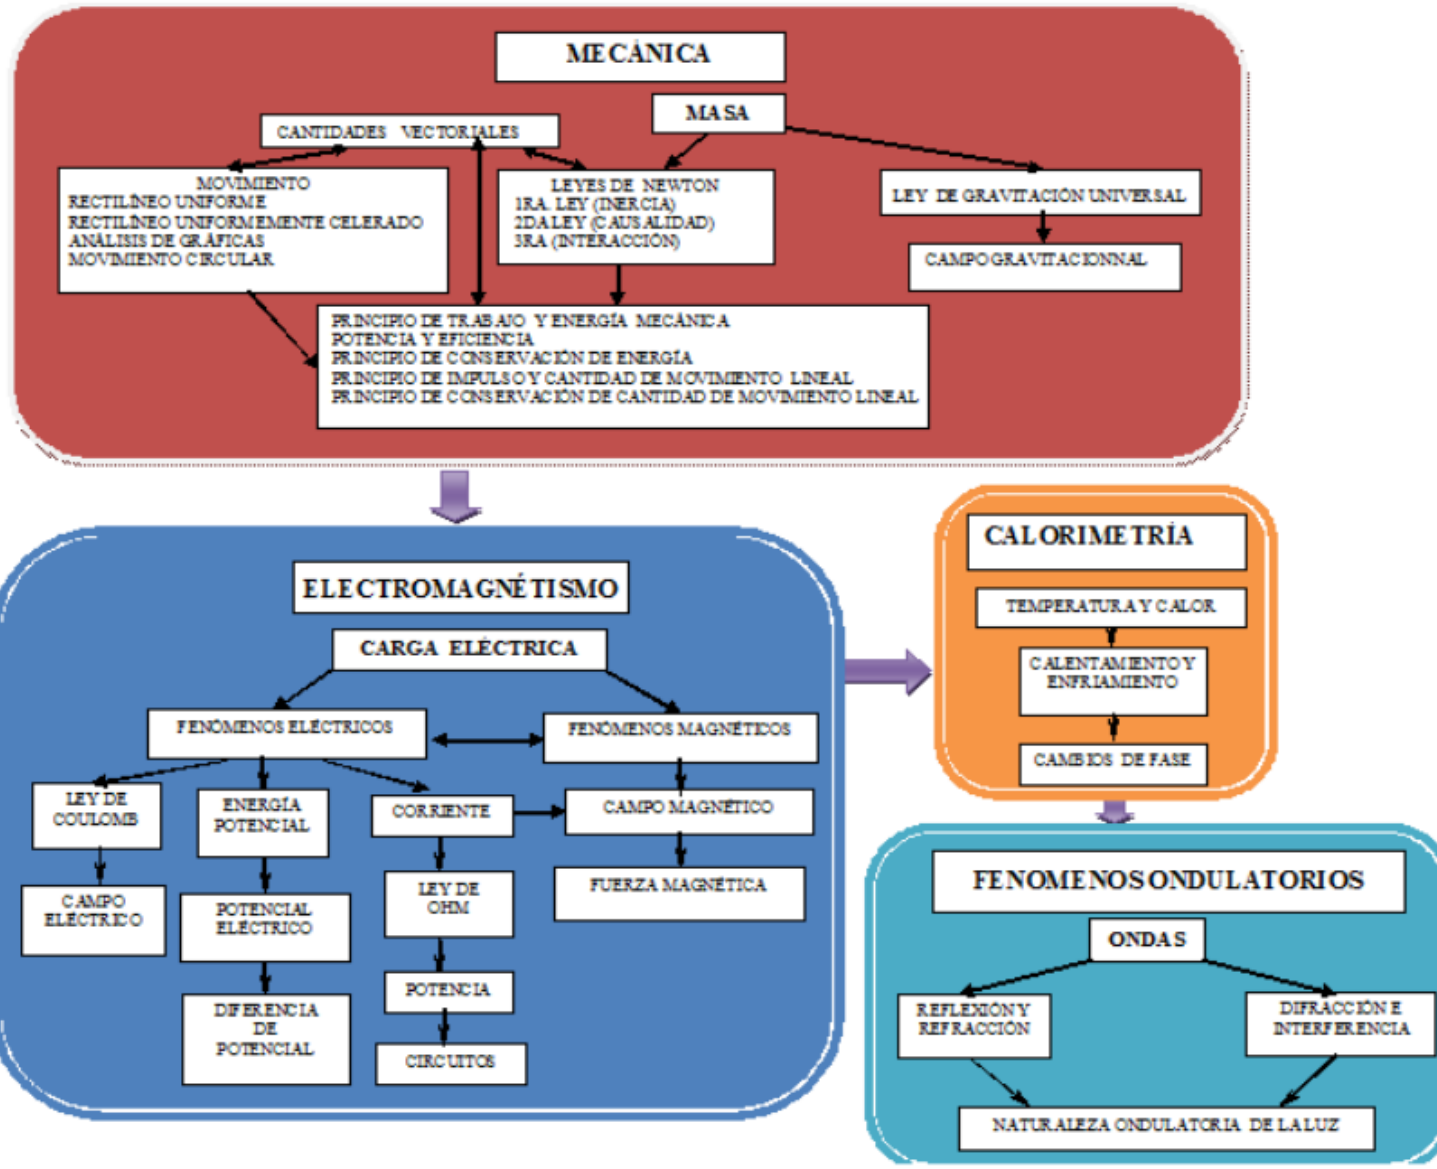 MECÁNICA
MASA
CANTIDADES VECTORIALES
MOVIMIENTO
RECTILÍNEO UNIFORME
RECTILÍNEO UNIFORMEMENTE CELERADO
ANÁLISIS DE GRÁFICAS
MOVIMIENTO CIRCULAR
LEYES DE NEWTON
1RA. LEY (INERCIA)
2DA LEY (CAUSALIDAD)
3RA (INTERACCIÓN)
LEY DE GRAVITACIÓN UNIVERSAL
CAMPO GRAVITACIONNAL
PRINCIPIO DE TRABAJO Y ENERGÍA MECÁNICA
POTENCIA Y EFICIENCIA
PRINCIPIO DE CONSERVACIÓN DE ENERGÍA
PRINCIPIO DE IMPULSO Y CANTIDAD DE MOVIMIENTO LINEAL
PRINCIPIO DE CONSERVACIÓN DE CANTIDAD DE MOVIMIENTO LINEAL
ELECTROMAGNÉTISMO
CARGA ELÉCTRICA
FENÓMENOS ELÉCTRICOS
FENÓMENOS MAGNÉTICOS
LEY DE
COULOMB
ENERGÍA
POTENCIAL
CORRIENTE
CAMPO MAGNÉTICO
CAMPO
ELÉCTRICO
POTENCIAL
ELÉCTRICO
LEY DE
OHM
FUERZA MAGNÉTICA
DIFERENCIA
DE
POTENCIAL
POTENCIA
CIRCUITOS
CALORIMETRÍA
TEMPERATURA Y CALOR
CALENTAMIENTO Y
ENFRIAMIENTO
CAMBIOS DE FASE
FENOMENOS ONDULATORIOS
ONDAS
REFLEXIÓN Y
REFRACCIÓN
DIFRACCIÓN E
INTERFERENCIA
NATURALEZA ONDULATORIA DE LA LUZ